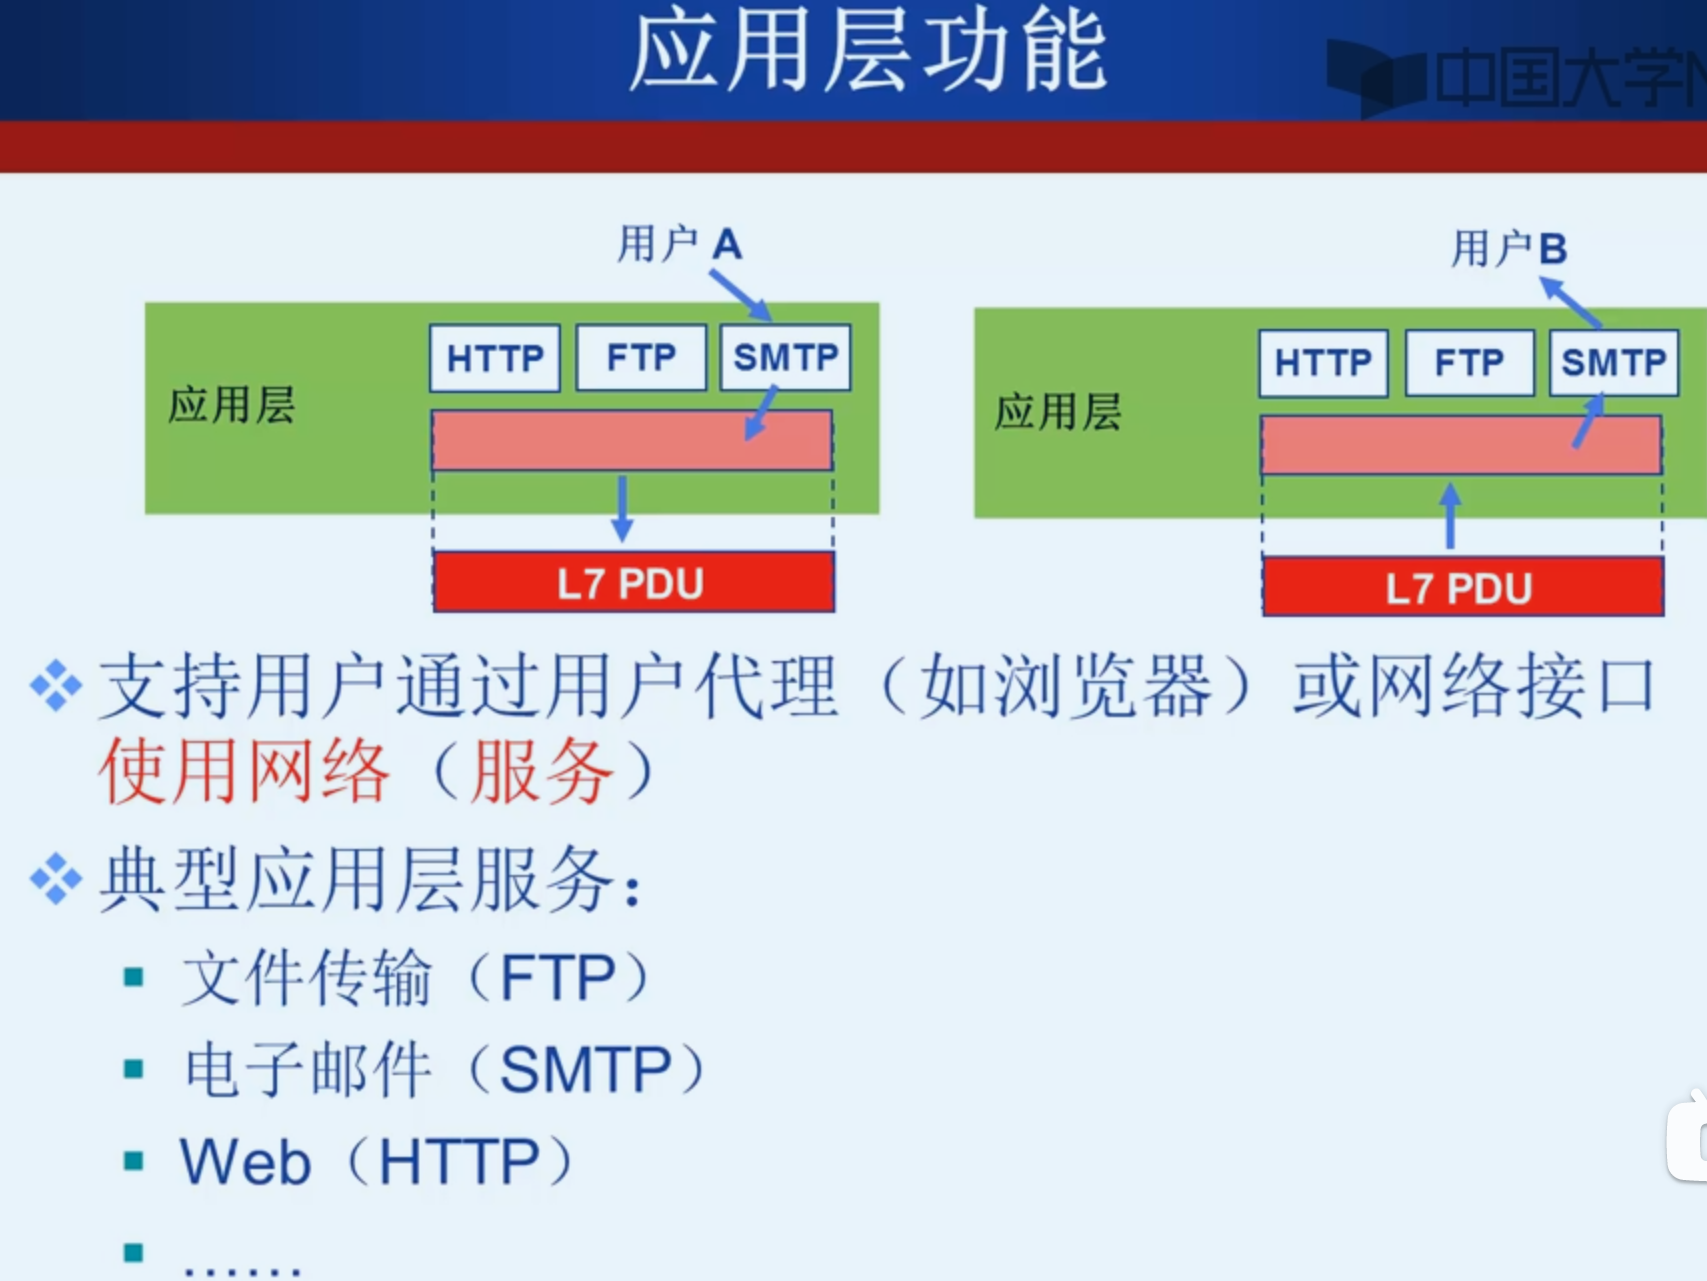 应用层功能
中国大学M
用户 A
用户B
HTTP
FTP
SMTP
应用层
L7 PDU
HTTP
FTP
SMTP
应用层
L7 PDU
支持用户通过用户代理（如浏览器）或网络接口
使用网络（服务）
典型应用层服务：
文件传输（FTP）
电子邮件（SMTP）
Web（HTTP）
……